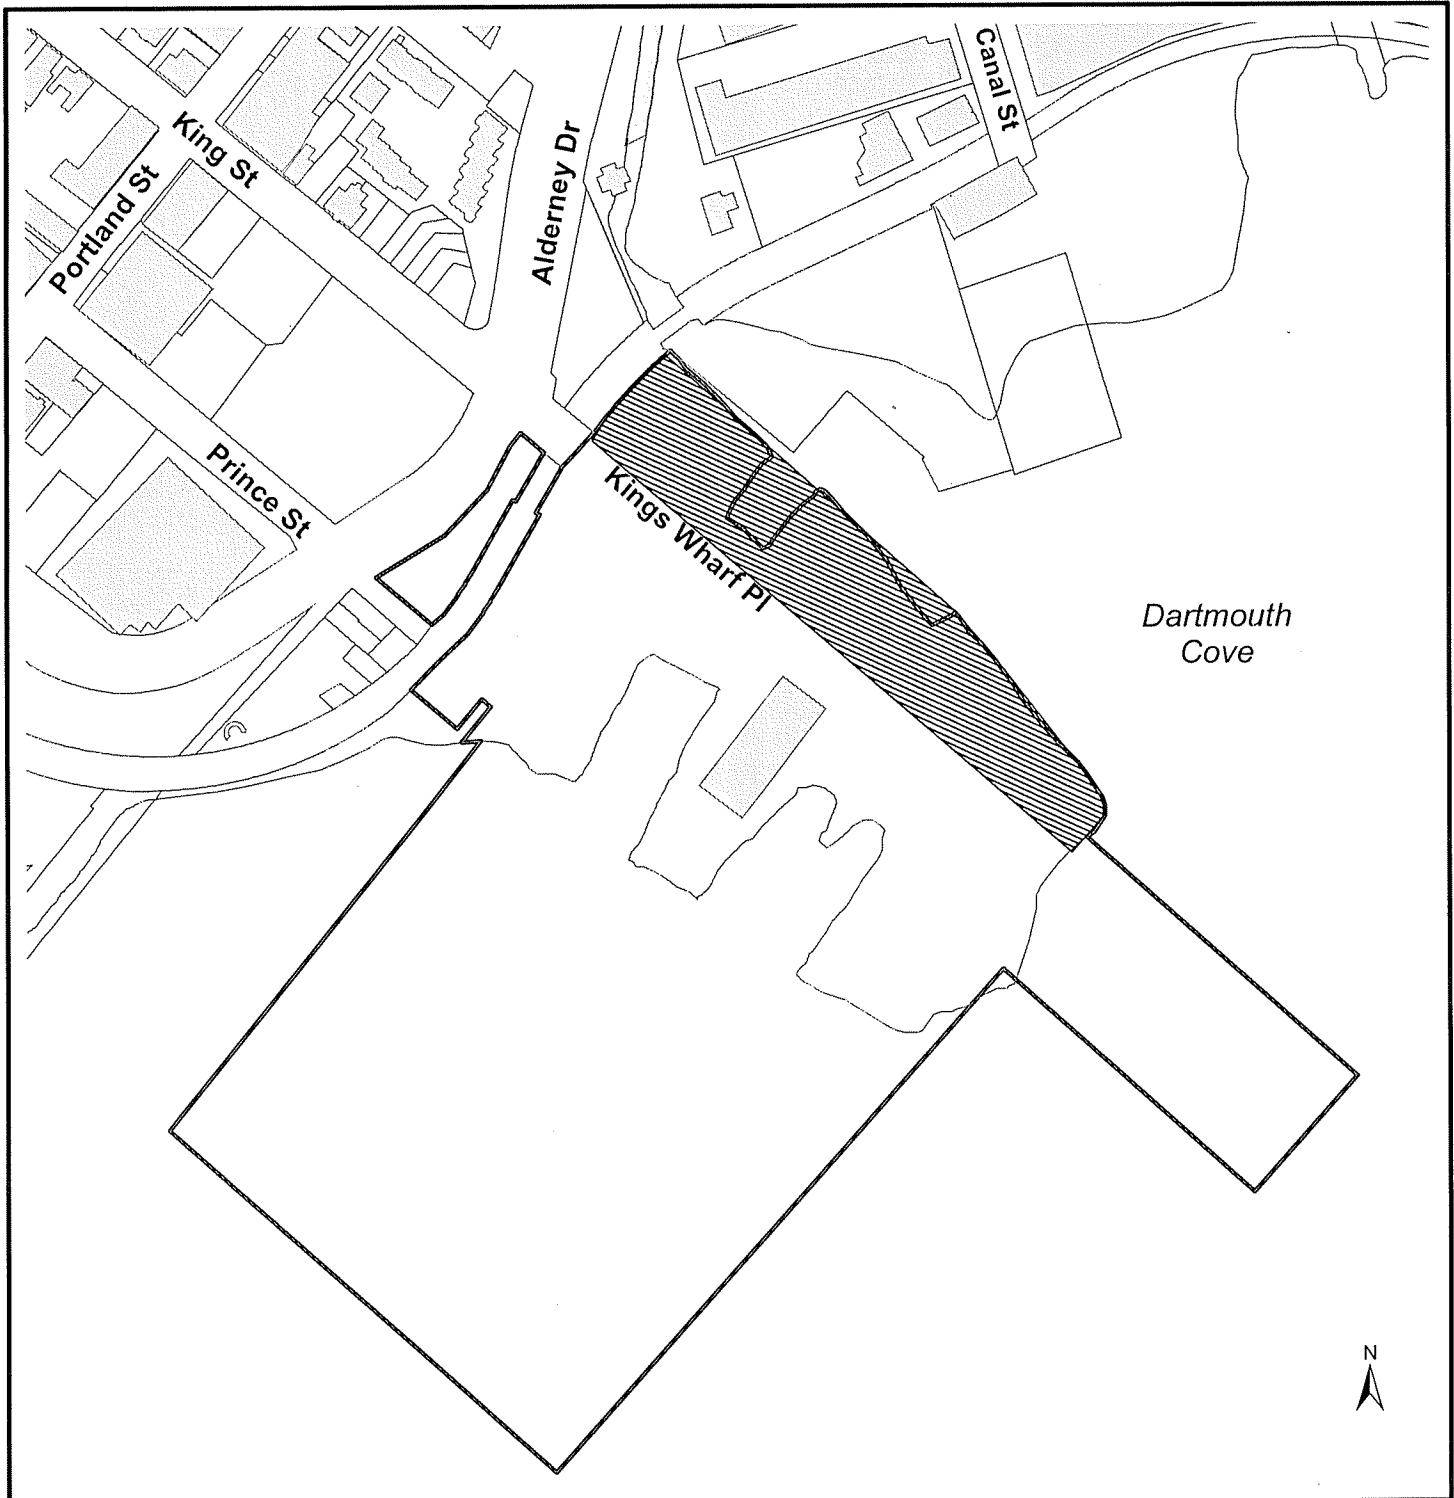 Canal St
King St
Alderney Dr
Portland St
Prince St
Kings Wharf Pl
Dartmouth
Cove
N